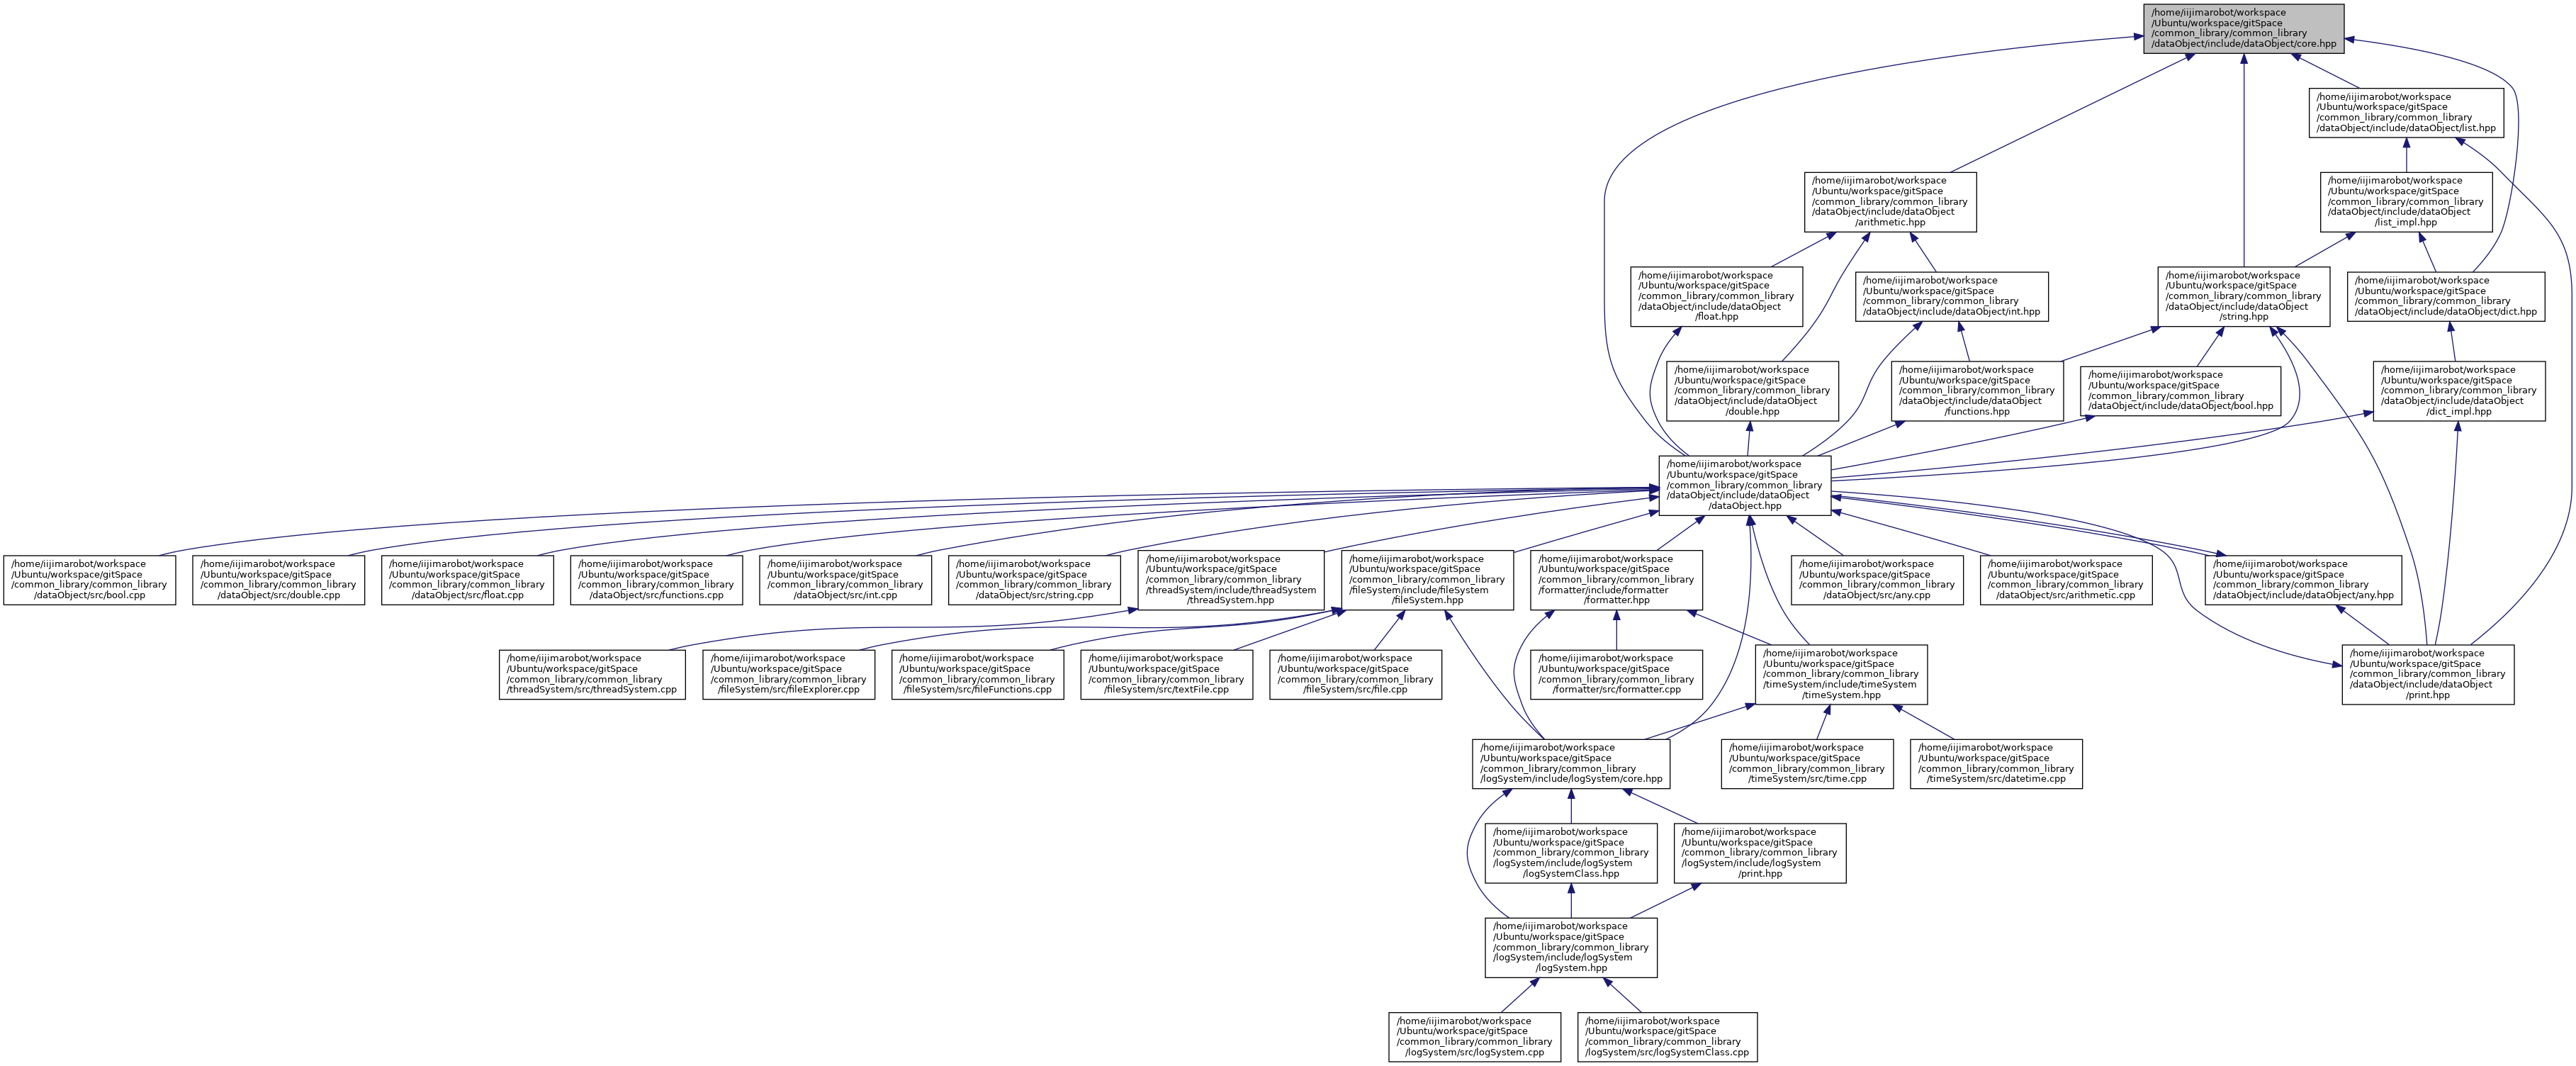 /home/iijimarobot/workspace
/Ubuntu/workspace/gitSpace
/common_library/common_library
/dataObject/include/dataObject/core.hpp
/home/iijimarobot/workspace
/Ubuntu/workspace/gitSpace
/common_library/common_library
/dataObject/include/dataObject/list.hpp
/home/iijimarobot/workspace
/Ubuntu/workspace/gitSpace
/common_library/common_library
/dataObject/include/dataObject
/arithmetic.hpp
/home/iijimarobot/workspace
/Ubuntu/workspace/gitSpace
/common_library/common_library
/dataObject/include/dataObject
/list_impl.hpp
/home/iijimarobot/workspace
/Ubuntu/workspace/gitSpace
/common_library/common_library
/dataObject/include/dataObject
/float.hpp
/home/iijimarobot/workspace
/Ubuntu/workspace/gitSpace
/common_library/common_library
/dataObject/include/dataObject/int.hpp
/home/iijimarobot/workspace
/Ubuntu/workspace/gitSpace
/common_library/common_library
/dataObject/include/dataObject
/string.hpp
/home/iijimarobot/workspace
/Ubuntu/workspace/gitSpace
/common_library/common_library
/dataObject/include/dataObject/dict.hpp
/home/iijimarobot/workspace
/Ubuntu/workspace/gitSpace
/common_library/common_library
/dataObject/include/dataObject
/double.hpp
/home/iijimarobot/workspace
/Ubuntu/workspace/gitSpace
/common_library/common_library
/dataObject/include/dataObject
/functions.hpp
/home/iijimarobot/workspace
/Ubuntu/workspace/gitSpace
/common_library/common_library
/dataObject/include/dataObject/bool.hpp
/home/iijimarobot/workspace
/Ubuntu/workspace/gitSpace
/common_library/common_library
/dataObject/include/dataObject
/dict_impl.hpp
/home/iijimarobot/workspace
/Ubuntu/workspace/gitSpace
/common_library/common_library
/dataObject/include/dataObject
/dataObject.hpp
/home/iijimarobot/workspace
/Ubuntu/workspace/gitSpace
/common_library/common_library
/dataObject/src/bool.cpp
/home/iijimarobot/workspace
/Ubuntu/workspace/gitSpace
/common_library/common_library
/dataObject/src/double.cpp
/home/iijimarobot/workspace
/Ubuntu/workspace/gitSpace
/common_library/common_library
/dataObject/src/float.cpp
/home/iijimarobot/workspace
/Ubuntu/workspace/gitSpace
/common_library/common_library
/dataObject/src/functions.cpp
/home/iijimarobot/workspace
/Ubuntu/workspace/gitSpace
/common_library/common_library
/dataObject/src/int.cpp
/home/iijimarobot/workspace
/Ubuntu/workspace/gitSpace
/common_library/common_library
/dataObject/src/string.cpp
/home/iijimarobot/workspace
/Ubuntu/workspace/gitSpace
/common_library/common_library
/threadSystem/include/threadSystem
/threadSystem.hpp
/home/iijimarobot/workspace
/Ubuntu/workspace/gitSpace
/common_library/common_library
/fileSystem/include/fileSystem
/fileSystem.hpp
/home/iijimarobot/workspace
/Ubuntu/workspace/gitSpace
/common_library/common_library
/formatter/include/formatter
/formatter.hpp
/home/iijimarobot/workspace
/Ubuntu/workspace/gitSpace
/common_library/common_library
/dataObject/src/any.cpp
/home/iijimarobot/workspace
/Ubuntu/workspace/gitSpace
/common_library/common_library
/dataObject/src/arithmetic.cpp
/home/iijimarobot/workspace
/Ubuntu/workspace/gitSpace
/common_library/common_library
/dataObject/include/dataObject/any.hpp
/home/iijimarobot/workspace
/Ubuntu/workspace/gitSpace
/common_library/common_library
/threadSystem/src/threadSystem.cpp
/home/iijimarobot/workspace
/Ubuntu/workspace/gitSpace
/common_library/common_library
/fileSystem/src/fileExplorer.cpp
/home/iijimarobot/workspace
/Ubuntu/workspace/gitSpace
/common_library/common_library
/fileSystem/src/fileFunctions.cpp
/home/iijimarobot/workspace
/Ubuntu/workspace/gitSpace
/common_library/common_library
/fileSystem/src/textFile.cpp
/home/iijimarobot/workspace
/Ubuntu/workspace/gitSpace
/common_library/common_library
/fileSystem/src/file.cpp
/home/iijimarobot/workspace
/Ubuntu/workspace/gitSpace
/common_library/common_library
/formatter/src/formatter.cpp
/home/iijimarobot/workspace
/Ubuntu/workspace/gitSpace
/common_library/common_library
/timeSystem/include/timeSystem
/timeSystem.hpp
/home/iijimarobot/workspace
/Ubuntu/workspace/gitSpace
/common_library/common_library
/dataObject/include/dataObject
/print.hpp
/home/iijimarobot/workspace
/Ubuntu/workspace/gitSpace
/common_library/common_library
/logSystem/include/logSystem/core.hpp
/home/iijimarobot/workspace
/Ubuntu/workspace/gitSpace
/common_library/common_library
/timeSystem/src/time.cpp
/home/iijimarobot/workspace
/Ubuntu/workspace/gitSpace
/common_library/common_library
/timeSystem/src/datetime.cpp
/home/iijimarobot/workspace
/Ubuntu/workspace/gitSpace
/common_library/common_library
/logSystem/include/logSystem
/logSystemClass.hpp
/home/iijimarobot/workspace
/Ubuntu/workspace/gitSpace
/common_library/common_library
/logSystem/include/logSystem
/print.hpp
/home/iijimarobot/workspace
/Ubuntu/workspace/gitSpace
/common_library/common_library
/logSystem/include/logSystem
/logSystem.hpp
/home/iijimarobot/workspace
/Ubuntu/workspace/gitSpace
/common_library/common_library
/logSystem/src/logSystem.cpp
/home/iijimarobot/workspace
/Ubuntu/workspace/gitSpace
/common_library/common_library
/logSystem/src/logSystemClass.cpp